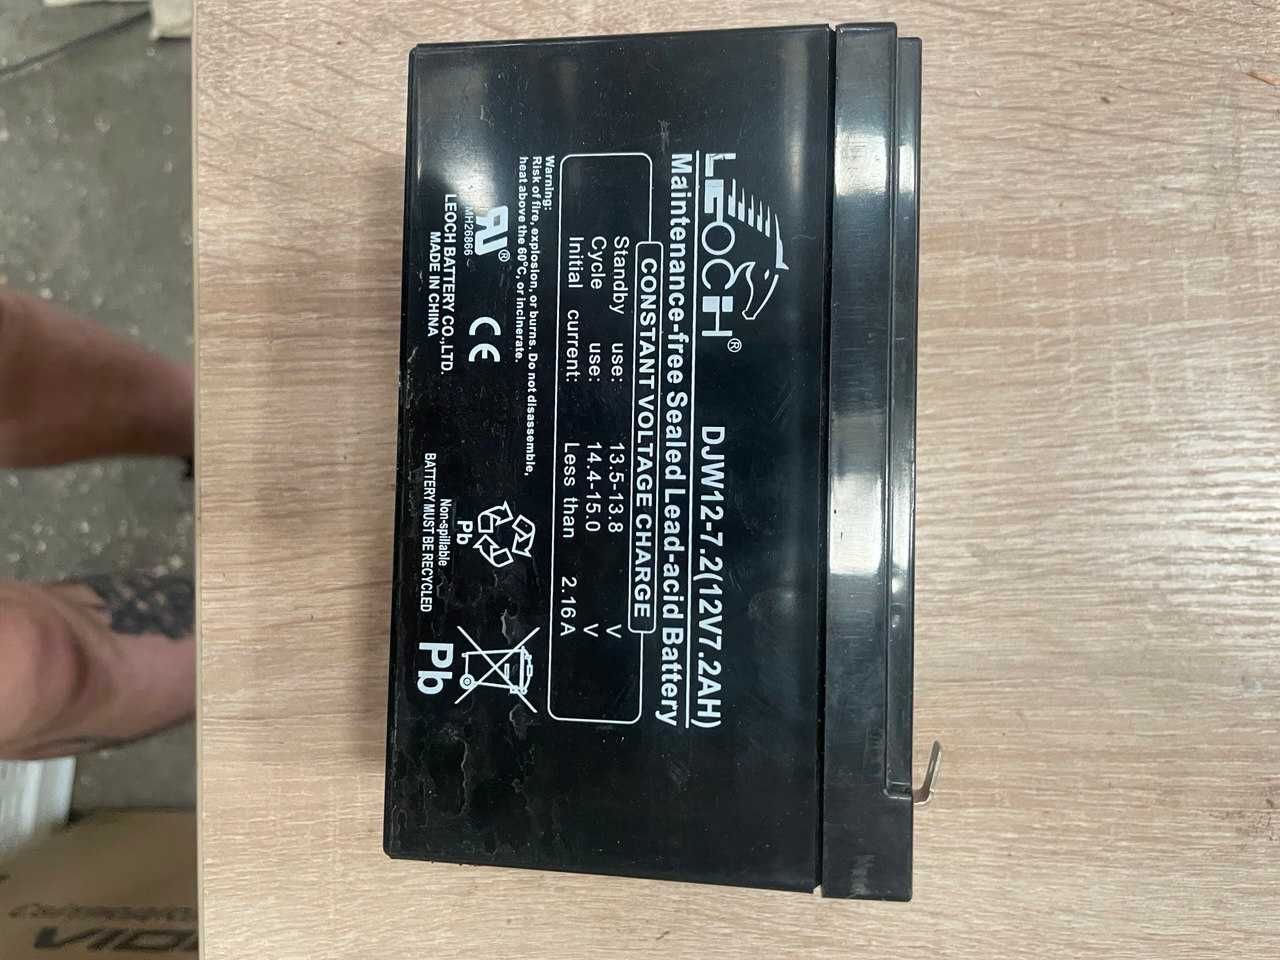 LEOCH® DJW12-7.2(12V7.2AH)
Maintenance-free Sealed Lead-acid Battery
CONSTANT VOLTAGE CHARGE
Standby use: 13.5-13.8 V
Cycle use: 14.4-15.0 V
Initial current: Less than 2.16A
Warning:
Risk of fire, explosion, or burns. Do not disassemble,
heat above the 60°C, or incinerate.
MH26866
CE
Pb
Non-spillable
BATTERY MUST BE RECYCLED
LEOCH BATTERY CO.,LTD.
MADE IN CHINA
Pb